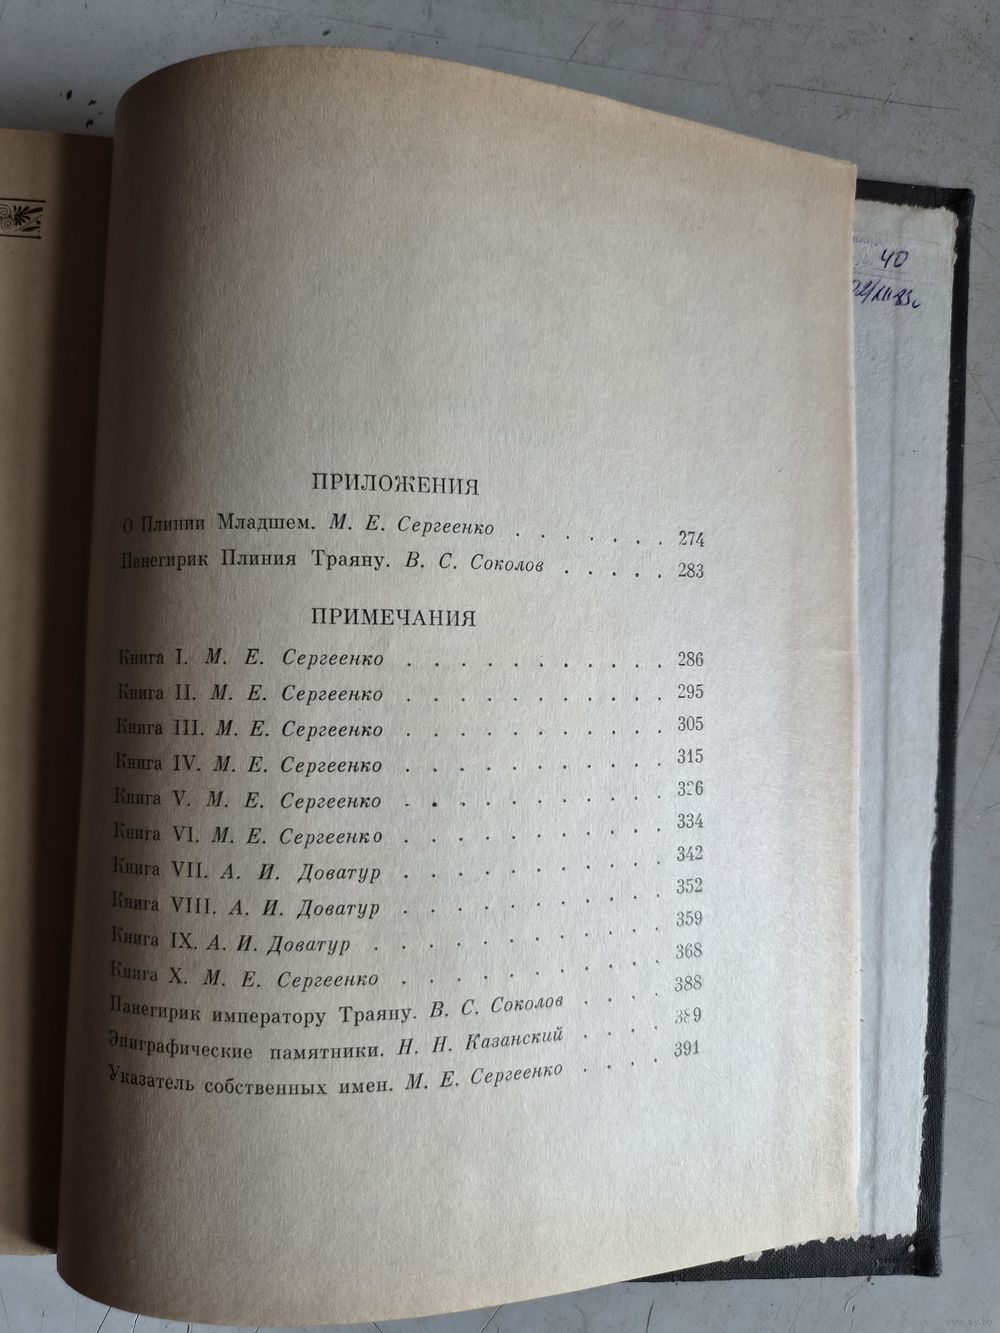 ПРИЛОЖЕНИЯ
О Плинии Младшем. М. Е. Сергеенко . . . . . . . 274
Панегирик Плиния Траяну. В. С. Соколов . . . . . 283
ПРИМЕЧАНИЯ
Книга I. М. Е. Сергеенко . . . . . . . . . . . 286
Книга II. М. Е. Сергеенко . . . . . . . . . . . 295
Книга III. М. Е. Сергеенко . . . . . . . . . . . 305
Книга IV. М. Е. Сергеенко . . . . . . . . . . . 315
Книга V. М. Е. Сергеенко . . . . . . . . . . . 326
Книга VI. М. Е. Сергеенко . . . . . . . . . . . 334
Книга VII. А. И. Доватур . . . . . . . . . . . 342
Книга VIII. А. И. Доватур . . . . . . . . . . . 352
Книга IX. А. И. Доватур . . . . . . . . . . . . 359
Книга X. М. Е. Сергеенко . . . . . . . . . . . 368
Панегирик императору Траяну. В. С. Соколов . . . . 388
Эпиграфические памятники. Н. Н. Казанский . . . . 389
Указатель собственных имен. М. Е. Сергеенко . . . . 391
40
www.ay.by